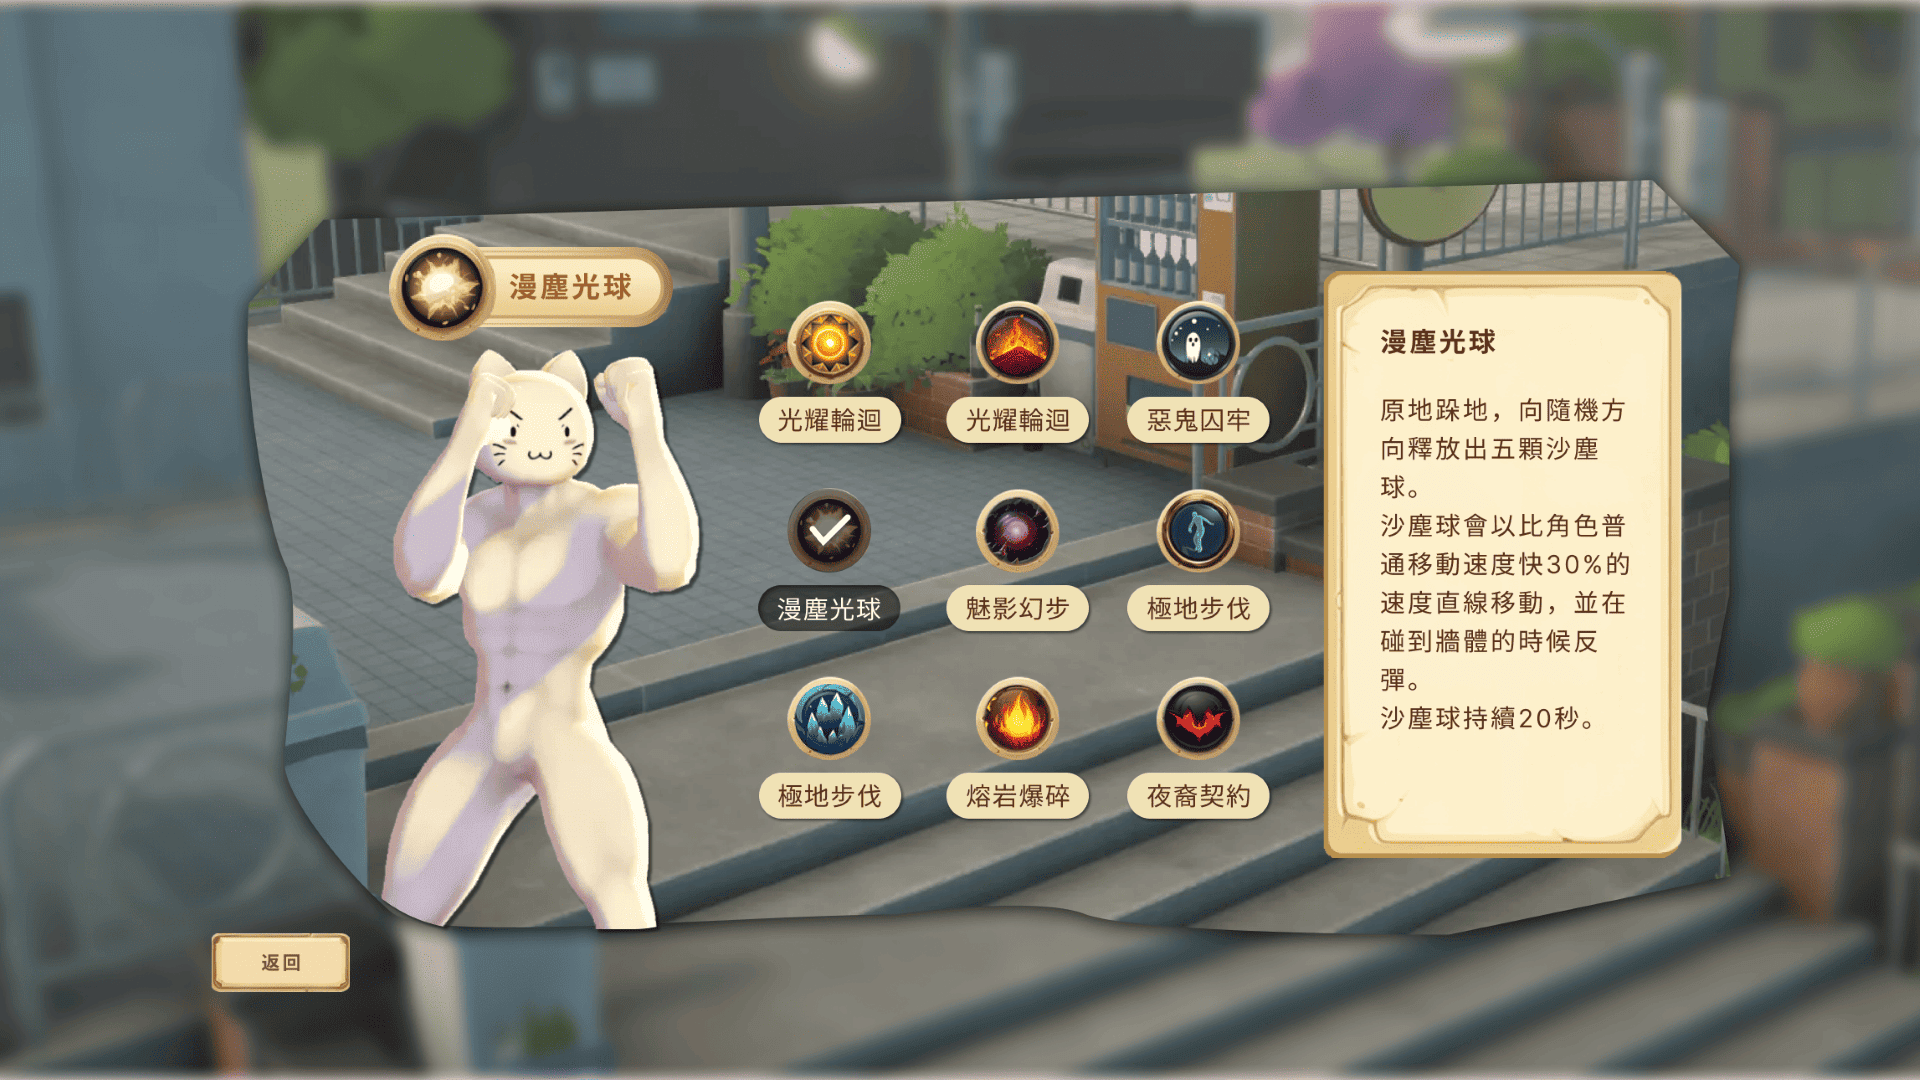 漫塵光球
光耀輪迴
光耀輪迴
惡鬼囚牢
漫塵光球
魅影幻步
極地步伐
極地步伐
熔岩爆碎
夜裔契約
漫塵光球
原地跺地，向隨機方
向釋放出五顆沙塵
球。
沙塵球會以比角色普
通移動速度快30%的
速度直線移動，並在
碰到牆體的時候反
彈。
沙塵球持續20秒。
返回